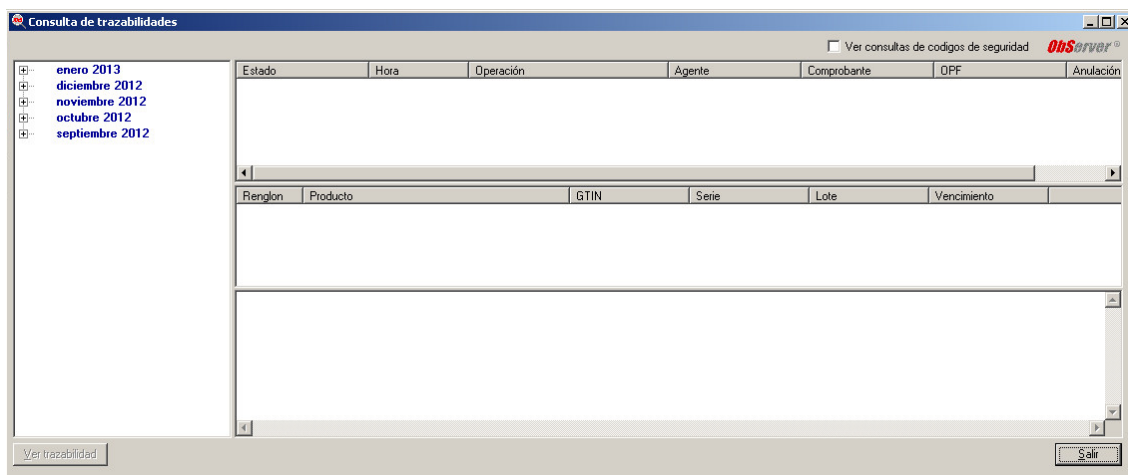 Consulta de trazabilidades
Ver consultas de codigos de seguridad ObServer ®
enero 2013
diciembre 2012
noviembre 2012
octubre 2012
septiembre 2012
Estado Hora Operación Agente Comprobante OPF Anulación
Renglon Producto GTIN Serie Lote Vencimiento
Ver trazabilidad
Salir